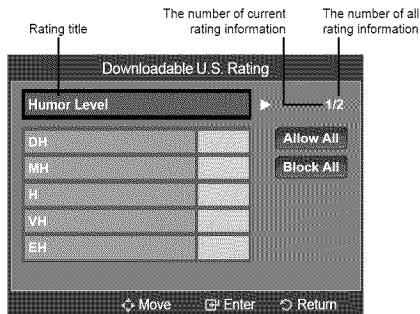 The number of current
rating information
The number of all
rating information
Rating title
Downloadable U.S. Rating
Humor Level
1/2
DH
MH
H
VH
EH
Allow All
Block All
Move
Enter
Return